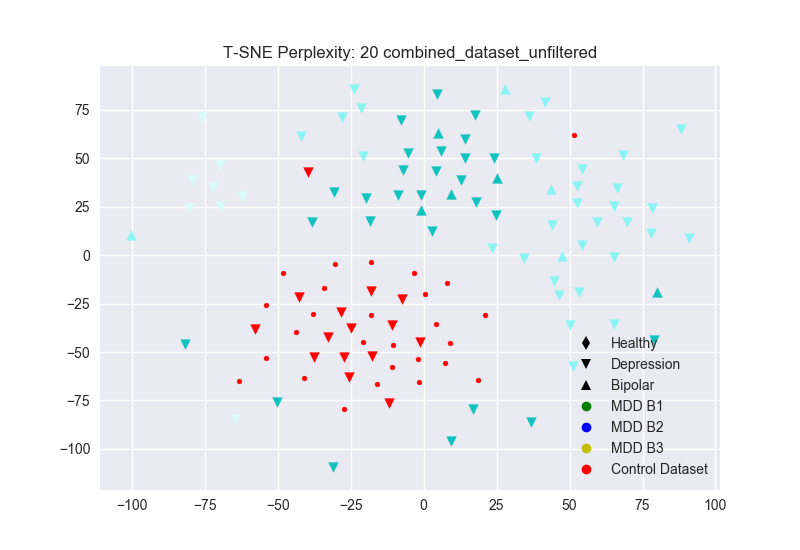 T-SNE Perplexity: 20 combined_dataset_unfiltered
75
50
25
0
−25
−50
−75
−100
Healthy
Depression
Bipolar
MDD B1
MDD B2
MDD B3
Control Dataset
−100 −75 −50 −25 0 25 50 75 100